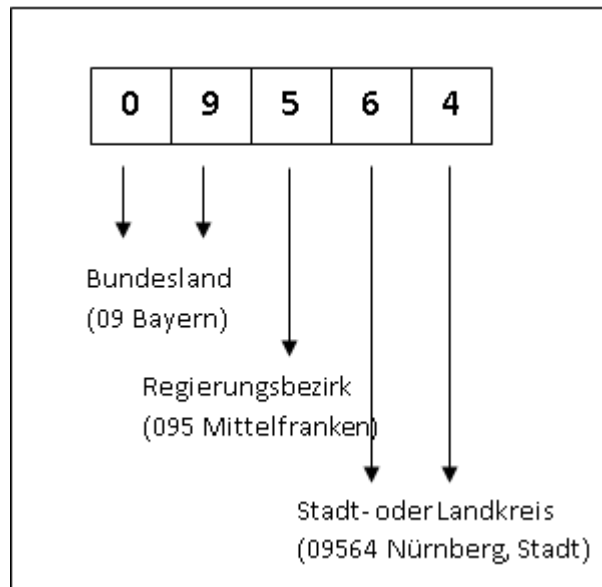 0 9 5 6 4
Bundesland
(09 Bayern)
Regierungsbezirk
(095 Mittelfranken)
Stadt- oder Landkreis
(09564 Nürnberg, Stadt)